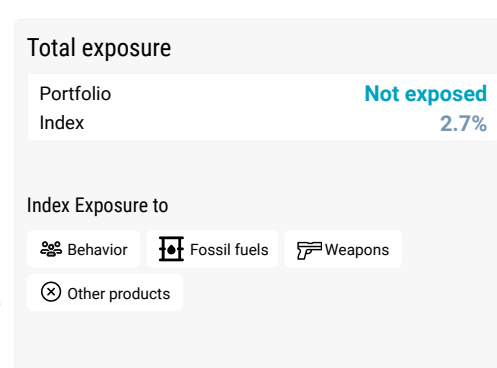 Total exposure
Portfolio Not exposed
Index 2.7%
Index Exposure to
Behavior Fossil fuels Weapons
Other products